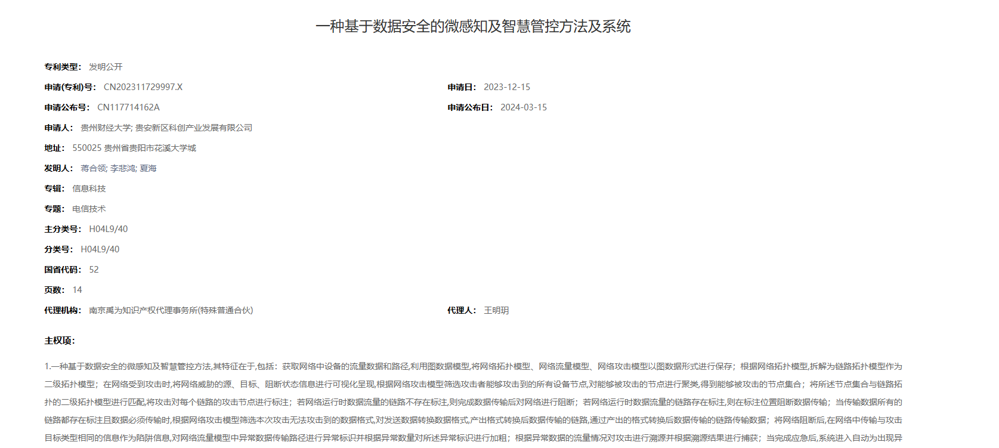 一种基于数据安全的微感知及智慧管控方法及系统
专利类型： 发明公开
申请(专利)号： CN202311729997.X 申请日： 2023-12-15
申请公布号： CN117714162A 申请公布日： 2024-03-15
申请人： 贵州财经大学; 贵安新区科创产业发展有限公司
地址： 550025 贵州省贵阳市花溪大学城
发明人： 蒋合领; 李悲鸿; 夏海
专辑： 信息科技
专题： 电信技术
主分类号： H04L9/40
分类号： H04L9/40
国省代码： 52
页数： 14
代理机构： 南京禹为知识产权代理事务所(特殊普通合伙) 代理人： 王明玥
主权项：
1.一种基于数据安全的微感知及智慧管控方法,其特征在于,包括：获取网络中设备的流量数据和路径,利用图数据模型,将网络拓扑模型、网络流量模型、网络攻击模型以图数据形式进行保存；根据网络拓扑模型,拆解为链路拓扑模型作为
二级拓扑模型；在网络受到攻击时,将网络威胁的源、目标、阻断状态信息进行可视化呈现,根据网络攻击模型筛选攻击者能够攻击到的所有设备节点,对能够被攻击的节点进行聚类,得到能够被攻击的节点集合；将所述节点集合与链路拓
扑的二级拓扑模型进行匹配,将攻击对每个链路的攻击节点进行标注；若网络运行时数据流量的链路不存在标注,则完成数据传输后对网络进行阻断；若网络运行时数据流量的链路存在标注,则在标注位置阻断数据传输；当传输数据所有的
链路都存在标注且数据必须传输时,根据网络攻击模型筛选本次攻击无法攻击到的数据格式,对发送数据转换数据格式,产出格式转换后数据传输的链路,通过产出的格式转换后数据传输的链路传输数据；将网络阻断后,在网络中传输与攻击
目标类型相同的信息作为陷阱信息,对网络流量模型中异常数据传输路径进行异常标识并根据异常数量对所述异常标识进行加粗；根据异常数据的流量情况对攻击进行溯源并根据溯源结果进行捕获；当完成应急后,系统进入自动为出现异